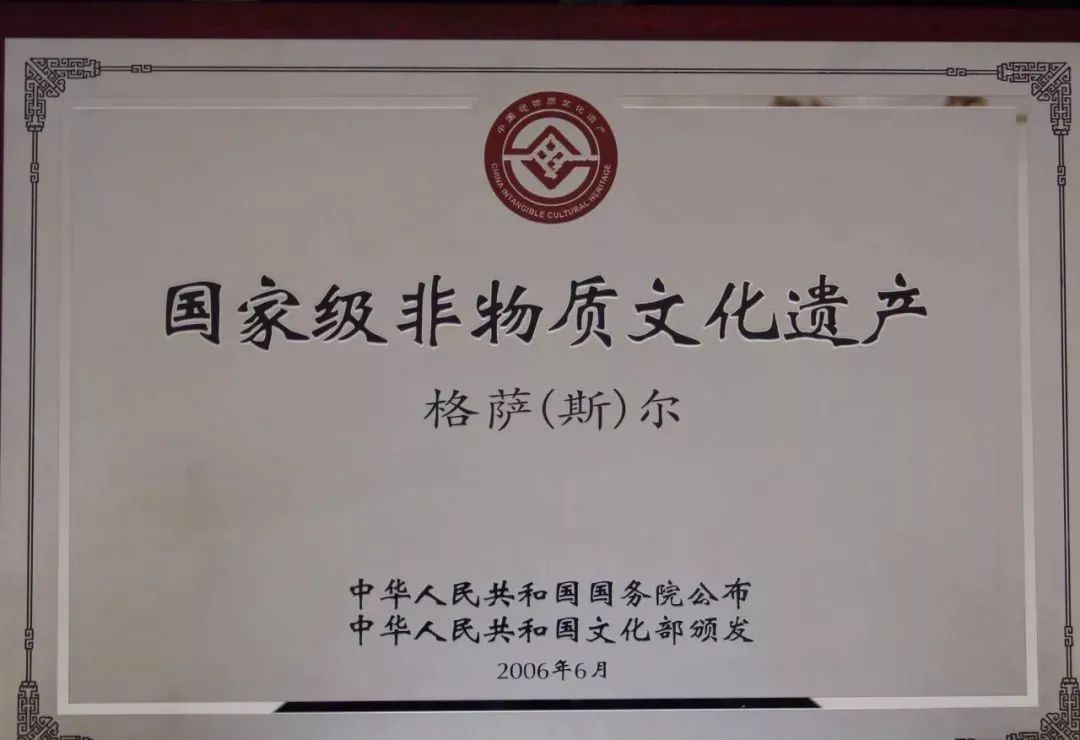 中国非物质文化遗产
CHINA INTANGIBLE CULTURAL HERITAGE
国家级非物质文化遗产
格萨(斯)尔
中华人民共和国国务院公布
中华人民共和国文化部颁发
2006年6月